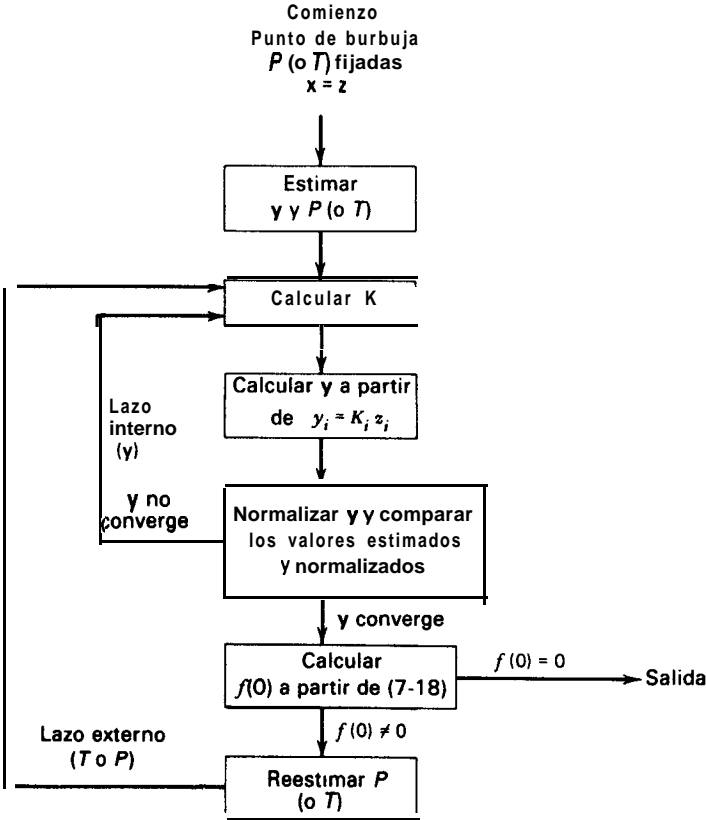 Comienzo
Punto de burbuja
P (o T) fijadas
x = z
Estimar
y y P (o T)
Calcular K
Calcular y a partir
de y_i = K_i z_i
Lazo
interno
(y)
y no
converge
Normalizar y y comparar
los valores estimados
y normalizados
y converge
Calcular
f(0) a partir de (7-18)
f (0) = 0
Salida
f (0) ≠ 0
Lazo externo
(T o P)
Reestimar P
(o T)